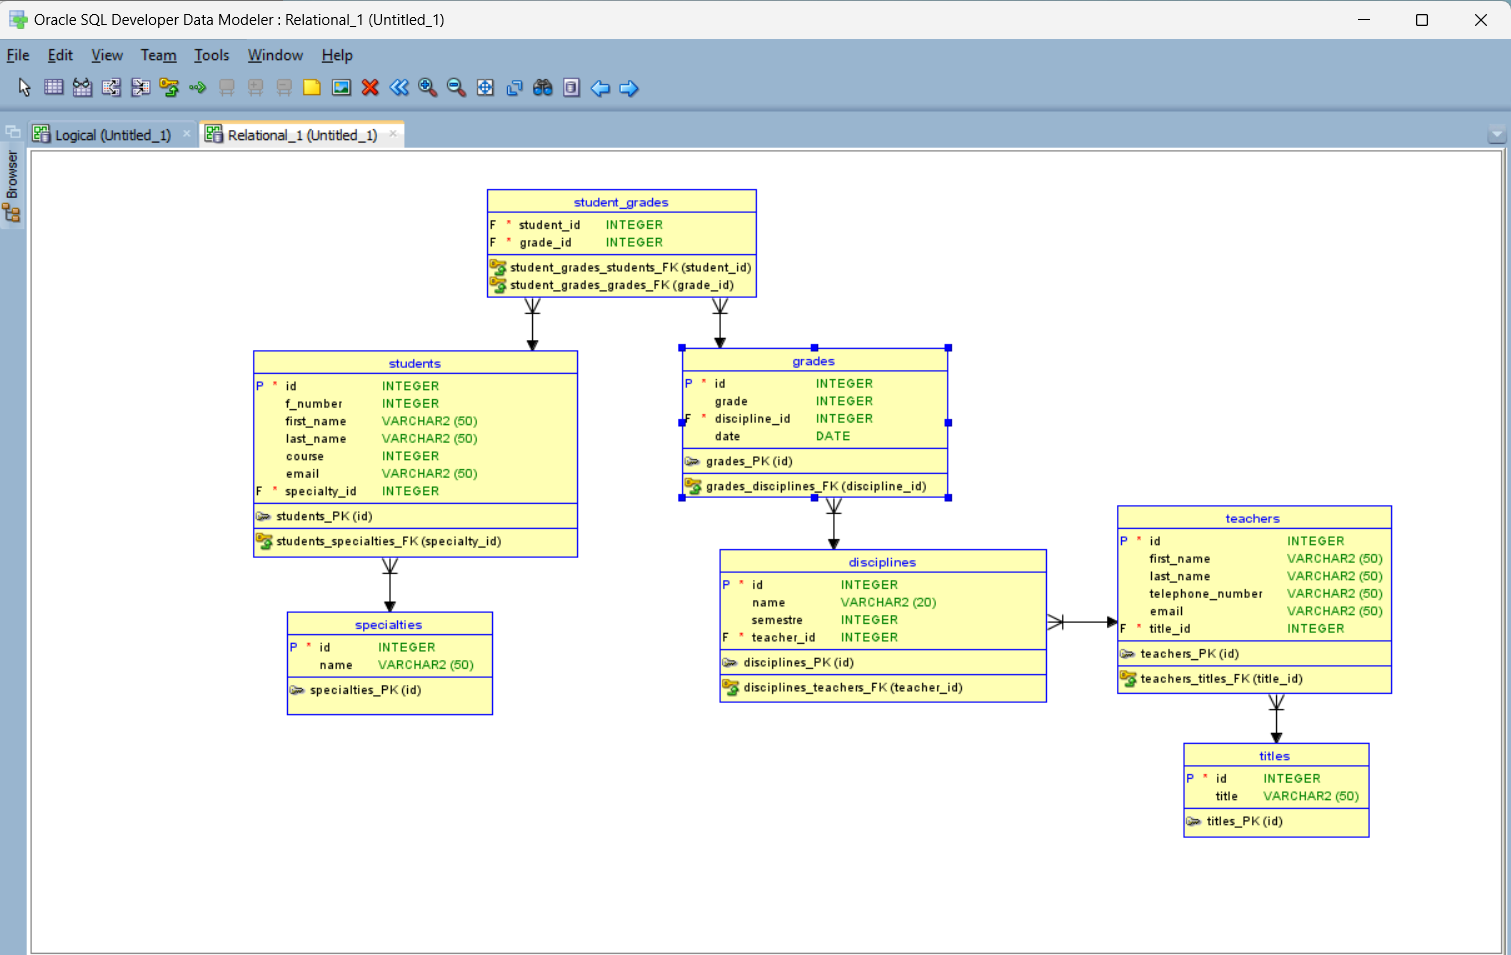 Oracle SQL Developer Data Modeler : Relational_1 (Untitled_1)
File Edit View Team Tools Window Help
Logical (Untitled_1) Relational_1 (Untitled_1)
Browser
student_grades
F * student_id INTEGER
F * grade_id INTEGER
student_grades_students_FK (student_id)
student_grades_grades_FK (grade_id)
students
P * id INTEGER
f_number INTEGER
first_name VARCHAR2 (50)
last_name VARCHAR2 (50)
course INTEGER
email VARCHAR2 (50)
F * specialty_id INTEGER
students_PK (id)
students_specialties_FK (specialty_id)
grades
P * id INTEGER
grade INTEGER
F * discipline_id INTEGER
date DATE
grades_PK (id)
grades_disciplines_FK (discipline_id)
specialties
P * id INTEGER
name VARCHAR2 (50)
specialties_PK (id)
disciplines
P * id INTEGER
name VARCHAR2 (20)
semestre INTEGER
F * teacher_id INTEGER
disciplines_PK (id)
disciplines_teachers_FK (teacher_id)
teachers
P * id INTEGER
first_name VARCHAR2 (50)
last_name VARCHAR2 (50)
telephone_number VARCHAR2 (50)
email VARCHAR2 (50)
F * title_id INTEGER
teachers_PK (id)
teachers_titles_FK (title_id)
titles
P * id INTEGER
title VARCHAR2 (50)
titles_PK (id)